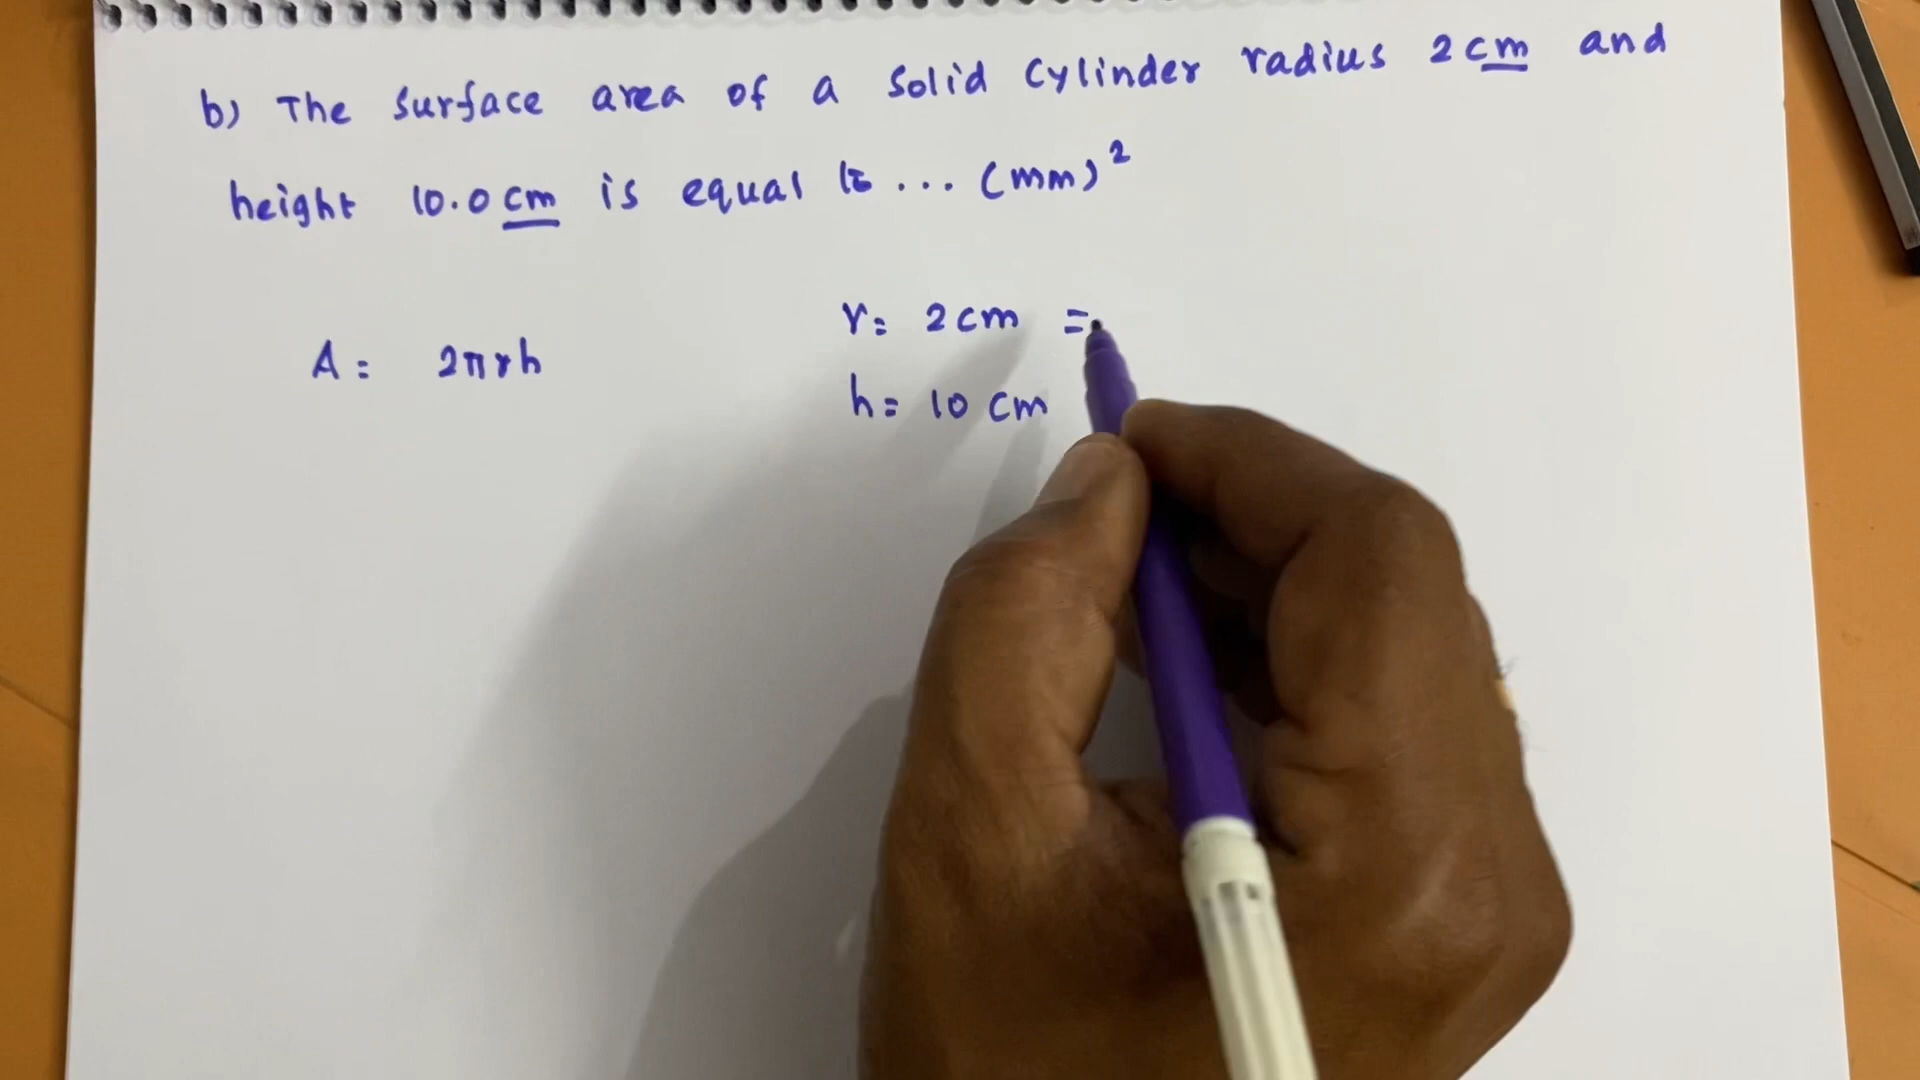 b) The surface area of a solid cylinder radius 2 cm and
height 10.0 cm is equal to ... (mm)²
r = 2 cm =
A = 2πrh
h = 10 cm